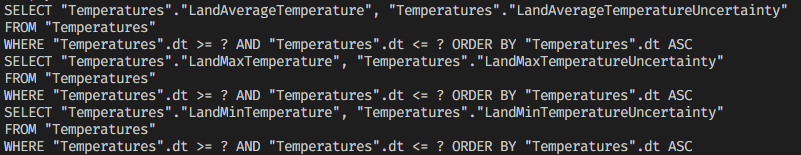 SELECT "Temperatures"."LandAverageTemperature", "Temperatures"."LandAverageTemperatureUncertainty"
FROM "Temperatures"
WHERE "Temperatures".dt >= ? AND "Temperatures".dt <= ? ORDER BY "Temperatures".dt ASC
SELECT "Temperatures"."LandMaxTemperature", "Temperatures"."LandMaxTemperatureUncertainty"
FROM "Temperatures"
WHERE "Temperatures".dt >= ? AND "Temperatures".dt <= ? ORDER BY "Temperatures".dt ASC
SELECT "Temperatures"."LandMinTemperature", "Temperatures"."LandMinTemperatureUncertainty"
FROM "Temperatures"
WHERE "Temperatures".dt >= ? AND "Temperatures".dt <= ? ORDER BY "Temperatures".dt ASC